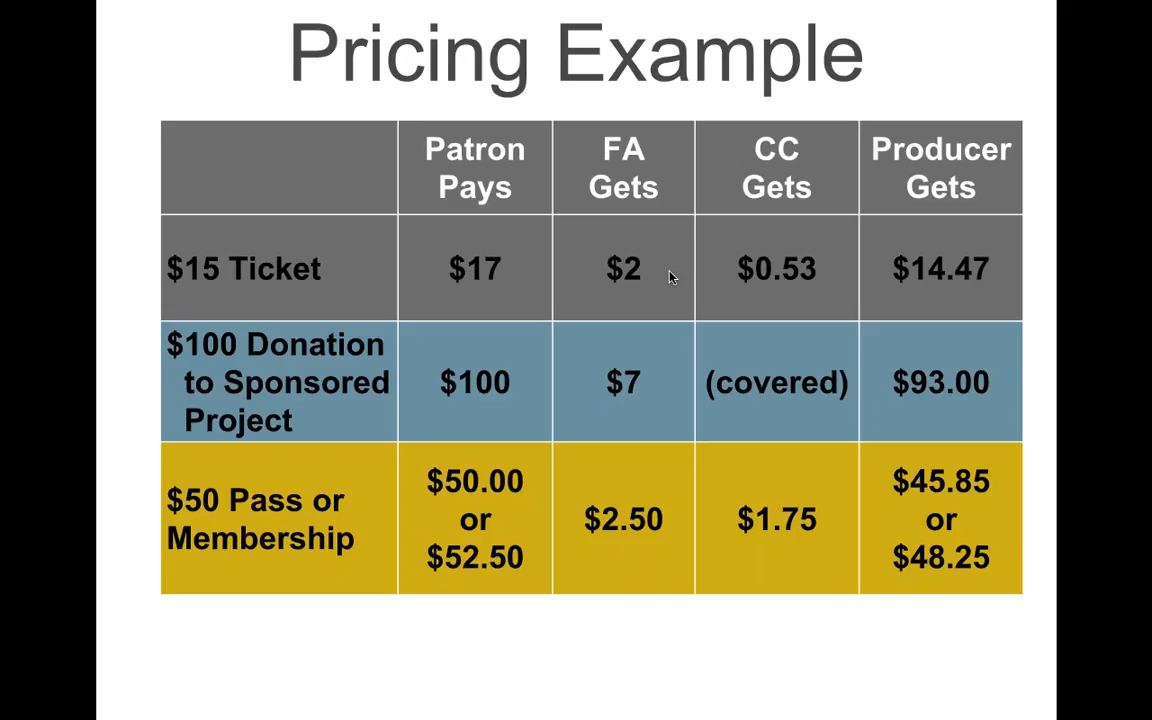 Pricing Example
Patron Pays
FA Gets
CC Gets
Producer Gets
$15 Ticket
$17
$2
$0.53
$14.47
$100 Donation
to Sponsored
Project
$100
$7
(covered)
$93.00
$50 Pass or
Membership
$50.00
or
$52.50
$2.50
$1.75
$45.85
or
$48.25